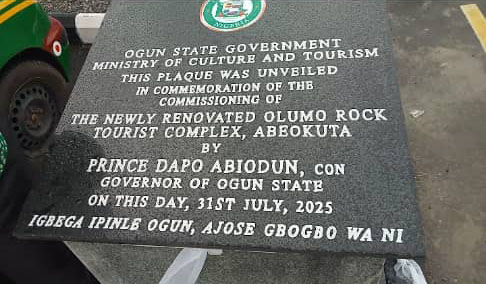 NIGERIA
OGUN STATE GOVERNMENT
MINISTRY OF CULTURE AND TOURISM
THIS PLAQUE WAS UNVEILED
IN COMMEMORATION OF THE
COMMISSIONING OF
THE NEWLY RENOVATED OLUMO ROCK
TOURIST COMPLEX, ABEOKUTA
BY
PRINCE DAPO ABIODUN, CON
GOVERNOR OF OGUN STATE
ON THIS DAY, 31ST JULY, 2025
IGBEGA IPINLE OGUN, AJOSE GBOGBO WA NI